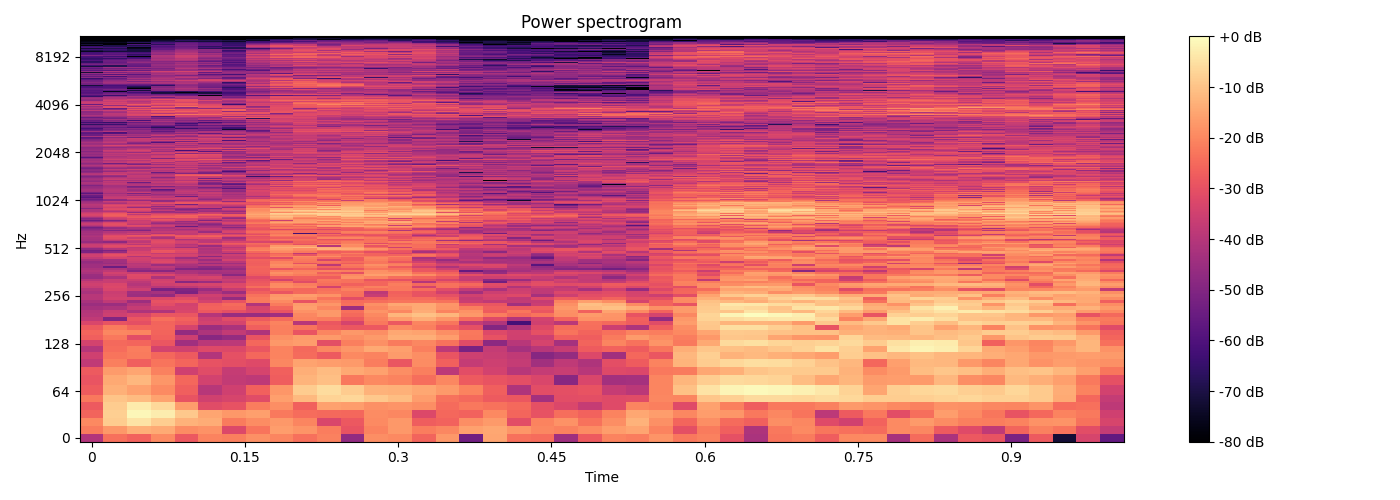 Power spectrogram
Hz
8192
4096
2048
1024
512
256
128
64
0
0 0.15 0.3 0.45 0.6 0.75 0.9
Time
+0 dB
-10 dB
-20 dB
-30 dB
-40 dB
-50 dB
-60 dB
-70 dB
-80 dB